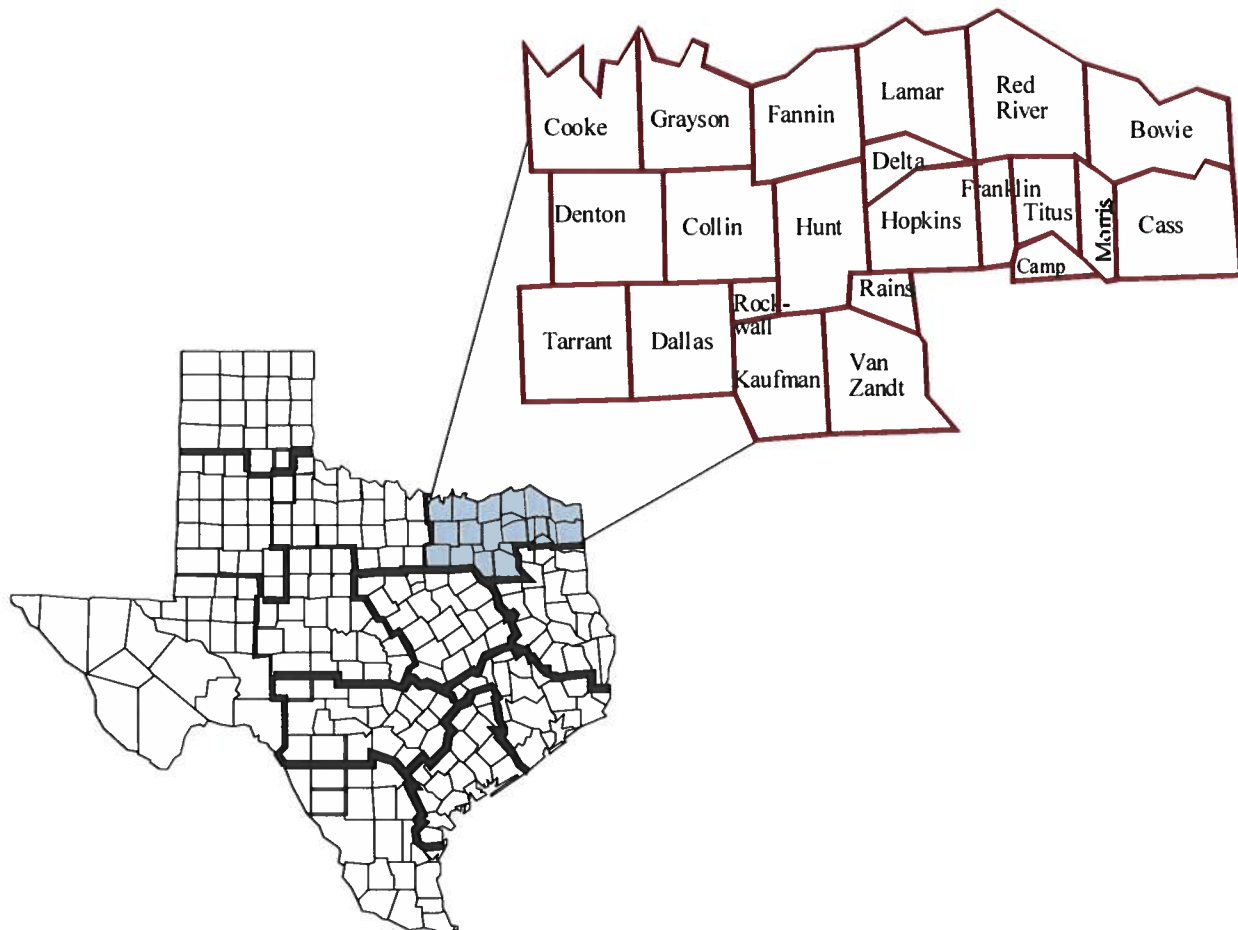 Cooke
Grayson
Fannin
Lamar
Red
River
Bowie
Delta
Denton
Collin
Hunt
Hopkins
Franklin
Titus
Morris
Cass
Camp
Tarrant
Dallas
Rock-
wall
Rains
Kaufman
Van
Zandt